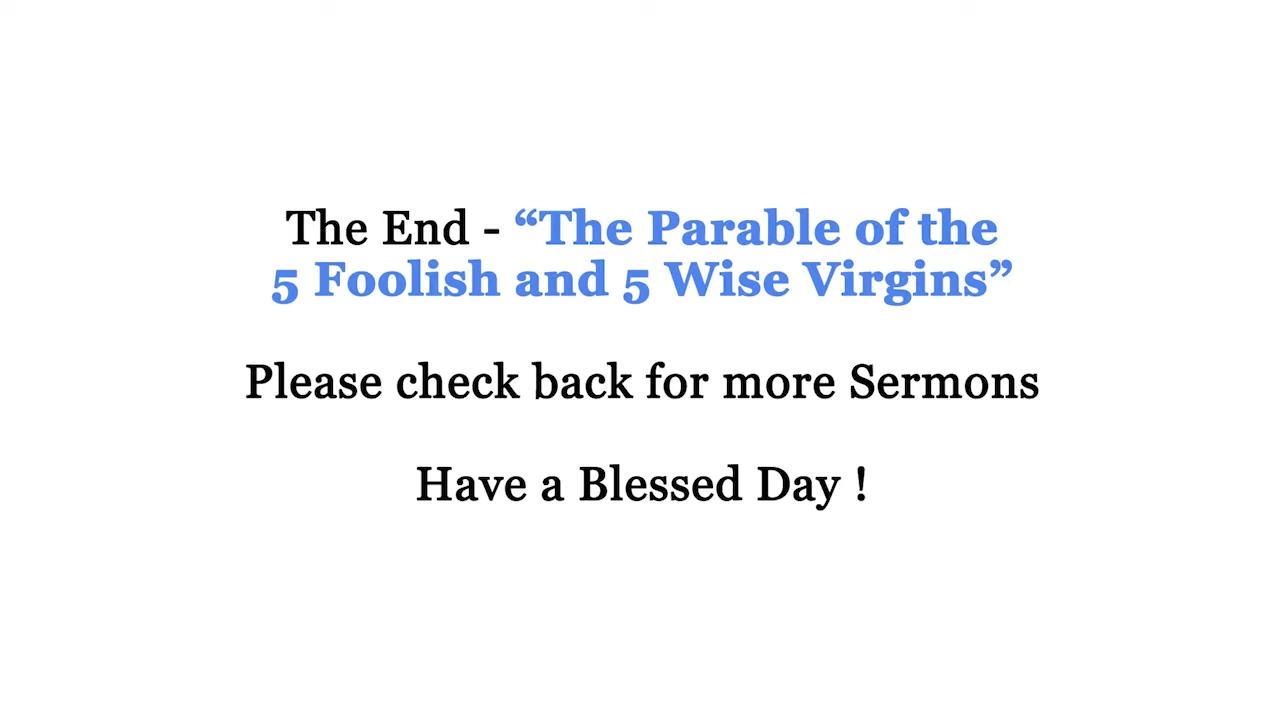 The End - “The Parable of the
5 Foolish and 5 Wise Virgins”
Please check back for more Sermons
Have a Blessed Day !